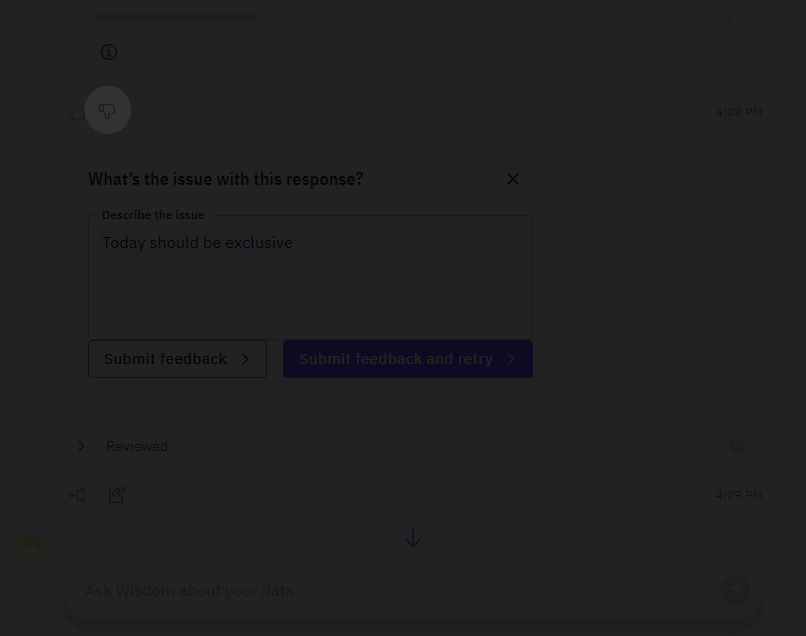 4:09 PM
What's the issue with this response?
Describe the issue
Today should be exclusive
Submit feedback
Submit feedback and retry
Reviewed
4:09 PM
Ask Wisdom about your data